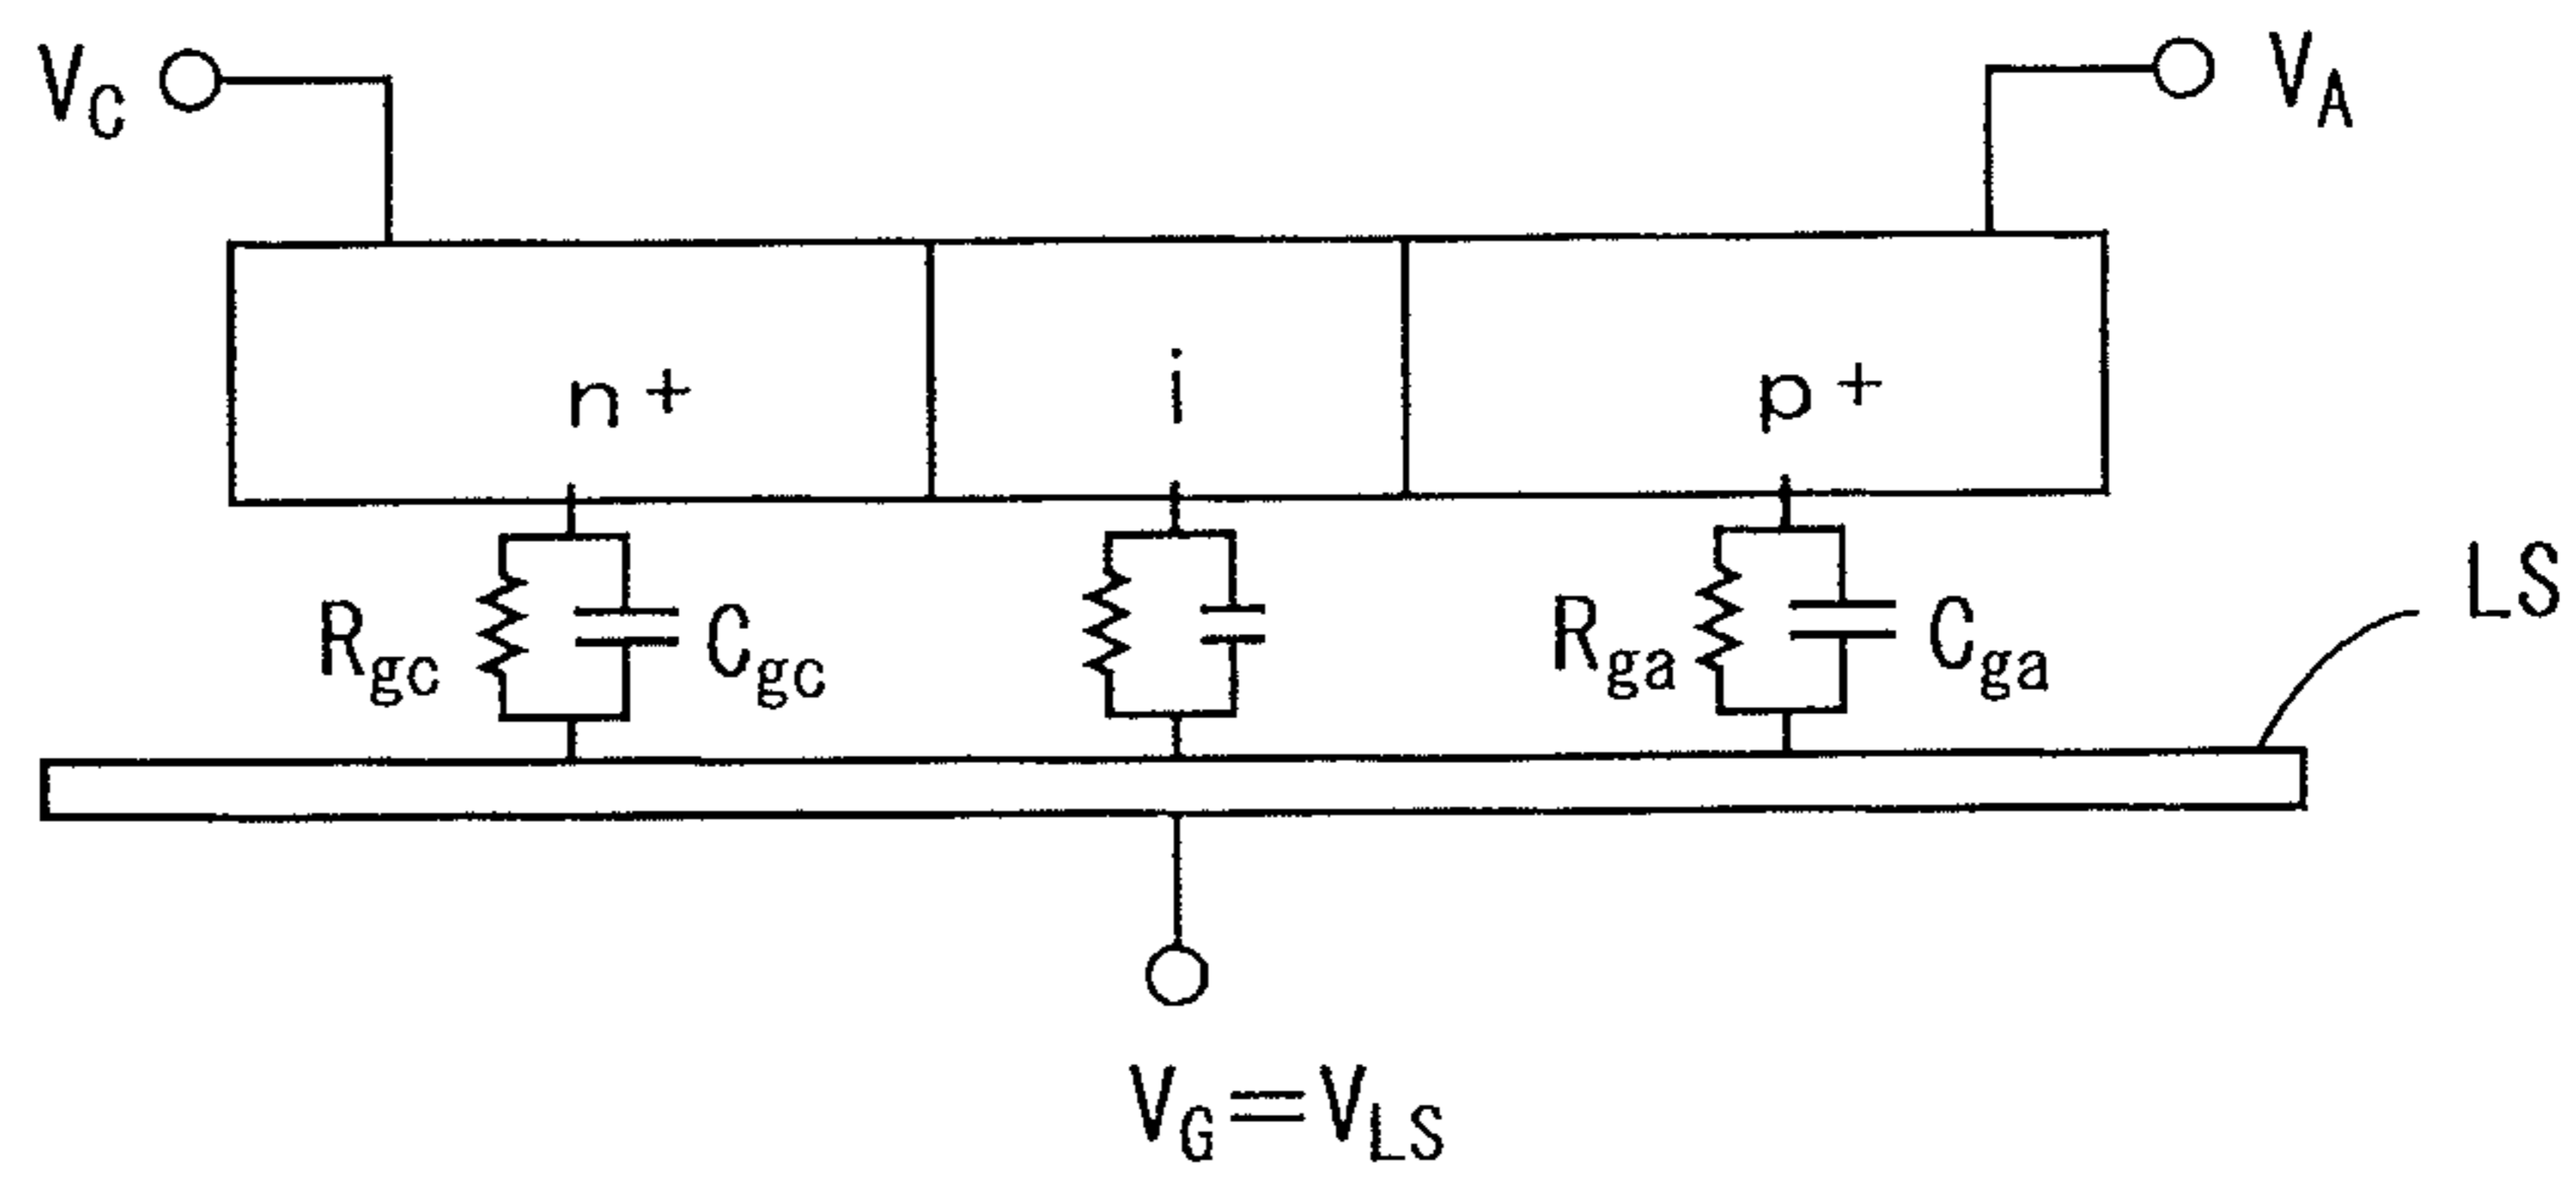 V_C
V_A
n+
i
p+
R_gc
C_gc
R_ga
C_ga
LS
V_G=V_LS